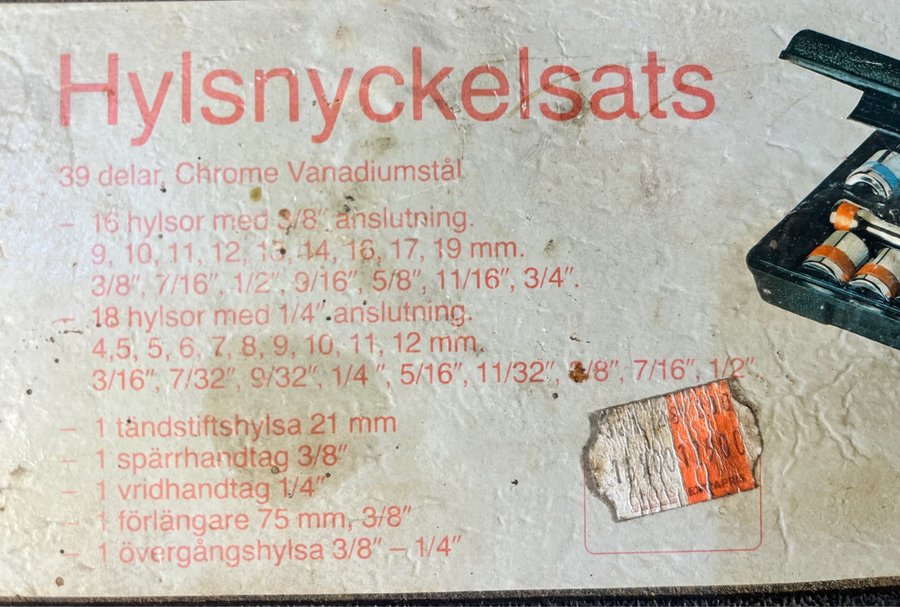 Hylsnyckelsats
39 delar, Chrome Vanadiumstål
– 16 hylsor med 3/8" anslutning.
9, 10, 11, 12, 13, 14, 16, 17, 19 mm.
3/8", 7/16", 1/2", 9/16", 5/8", 11/16", 3/4".
– 18 hylsor med 1/4" anslutning.
4,5, 5, 6, 7, 8, 9, 10, 11, 12 mm.
3/16", 7/32", 9/32", 1/4 ", 5/16", 11/32", 3/8", 7/16", 1/2".
– 1 tändstiftshylsa 21 mm
– 1 spärrhandtag 3/8"
– 1 vridhandtag 1/4"
– 1 förlängare 75 mm, 3/8"
– 1 övergångshylsa 3/8" – 1/4"